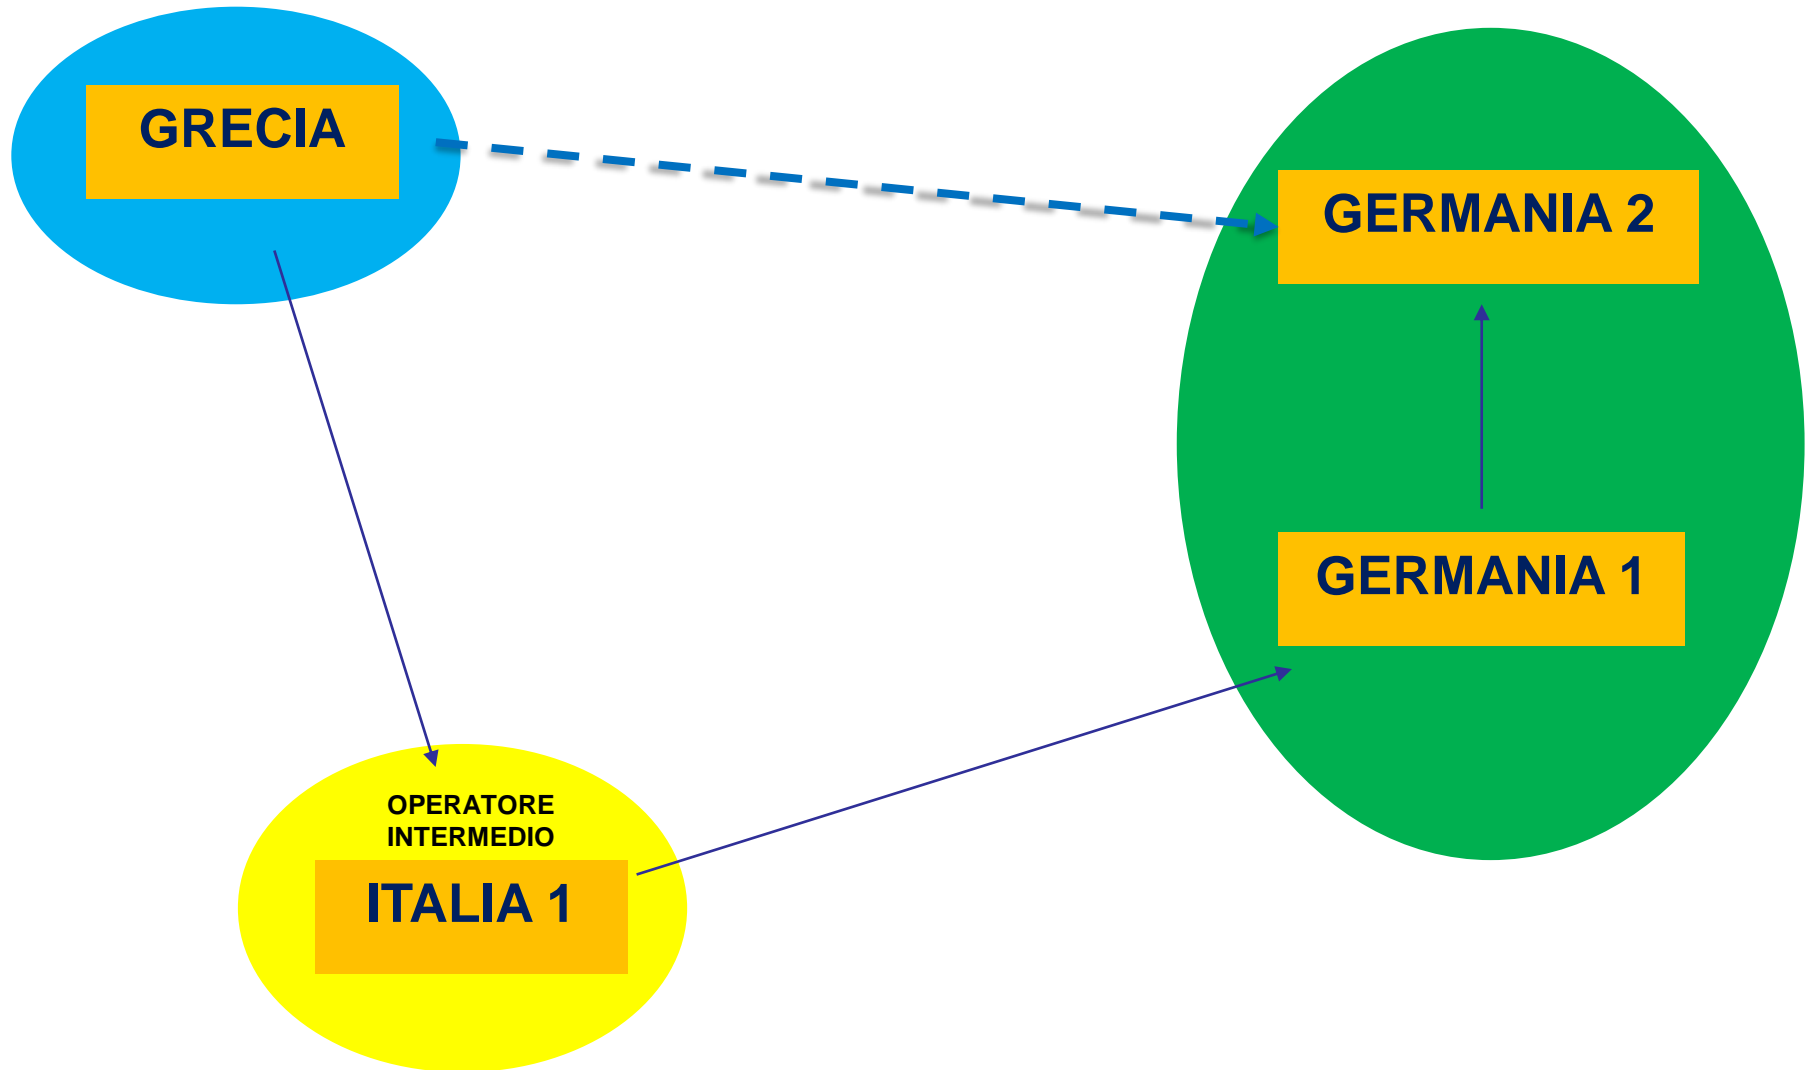 GRECIA
GERMANIA 2
GERMANIA 1
OPERATORE
INTERMEDIO
ITALIA 1